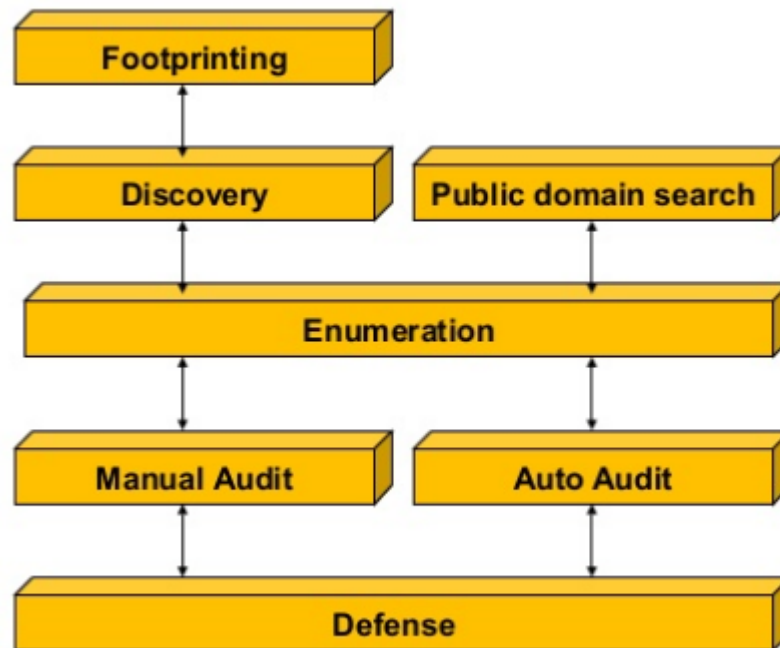 Footprinting
Discovery
Public domain search
Enumeration
Manual Audit
Auto Audit
Defense